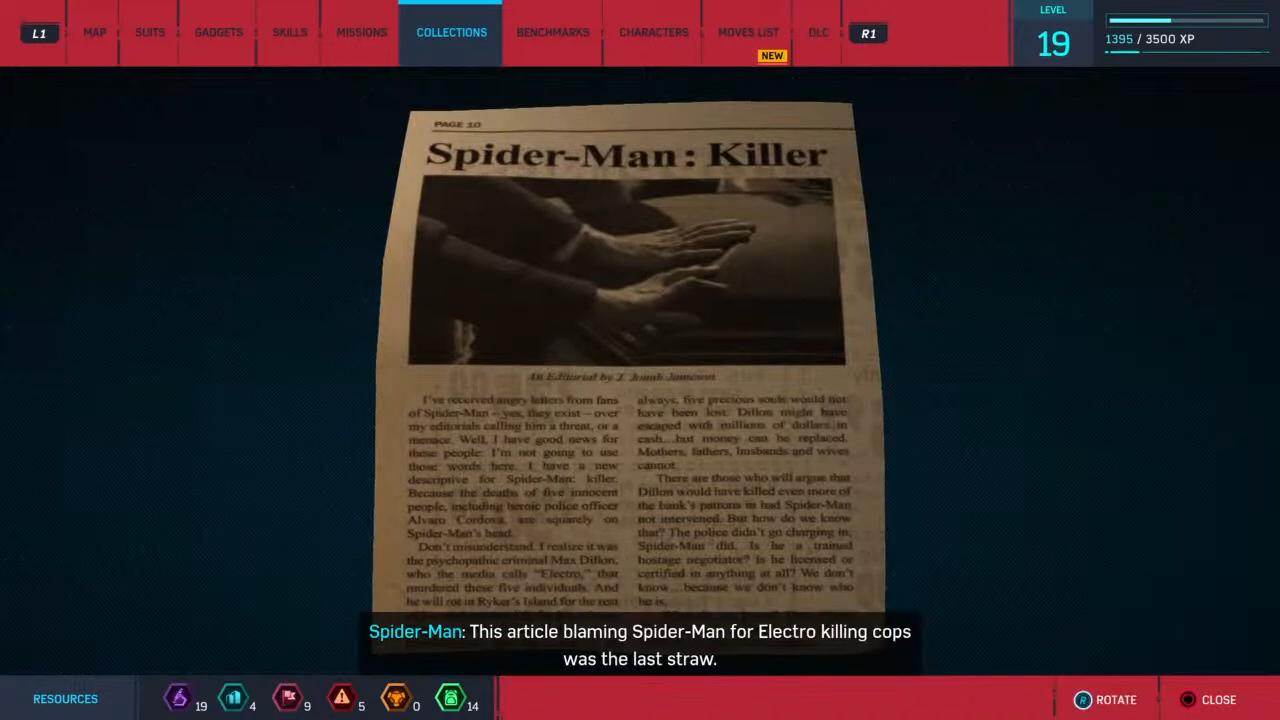 L1 MAP SUITS GADGETS SKILLS MISSIONS COLLECTIONS BENCHMARKS CHARACTERS MOVES LIST DLC R1
NEW
LEVEL
19
1395 / 3500 XP
PAGE 10
Spider-Man: Killer
An Editorial by J. Jonah Jameson
I've received angry letters from fans
of Spider-Man – yes, they exist – over
my editorials calling him a threat, or a
menace. Well, I have good news for
these people: I'm not going to use
those words here. I have a new
descriptive for Spider-Man: killer.
Because the deaths of five innocent
people, including heroic police officer
Alvaro Cordova, are squarely on
Spider-Man's head.
Don't misunderstand. I realize it was
the psychopathic criminal Max Dillon,
who the media calls "Electro," that
murdered these five individuals. And
he will rot in Ryker's Island for the rest
always, five precious souls would not
have been lost. Dillon might have
escaped with millions of dollars in
cash...but money can be replaced.
Mothers, fathers, husbands and wives
cannot.
There are those who will argue that
Dillon would have killed even more of
the bank's patrons in had Spider-Man
not intervened. But how do we know
that? The police didn't go charging in,
Spider-Man did. Is he a trained
hostage negotiator? Is he licensed or
certified in anything at all? We don't
know...because we don't know who
he is.
Spider-Man: This article blaming Spider-Man for Electro killing cops
was the last straw.
RESOURCES 19 4 9 5 0 14
R ROTATE CLOSE